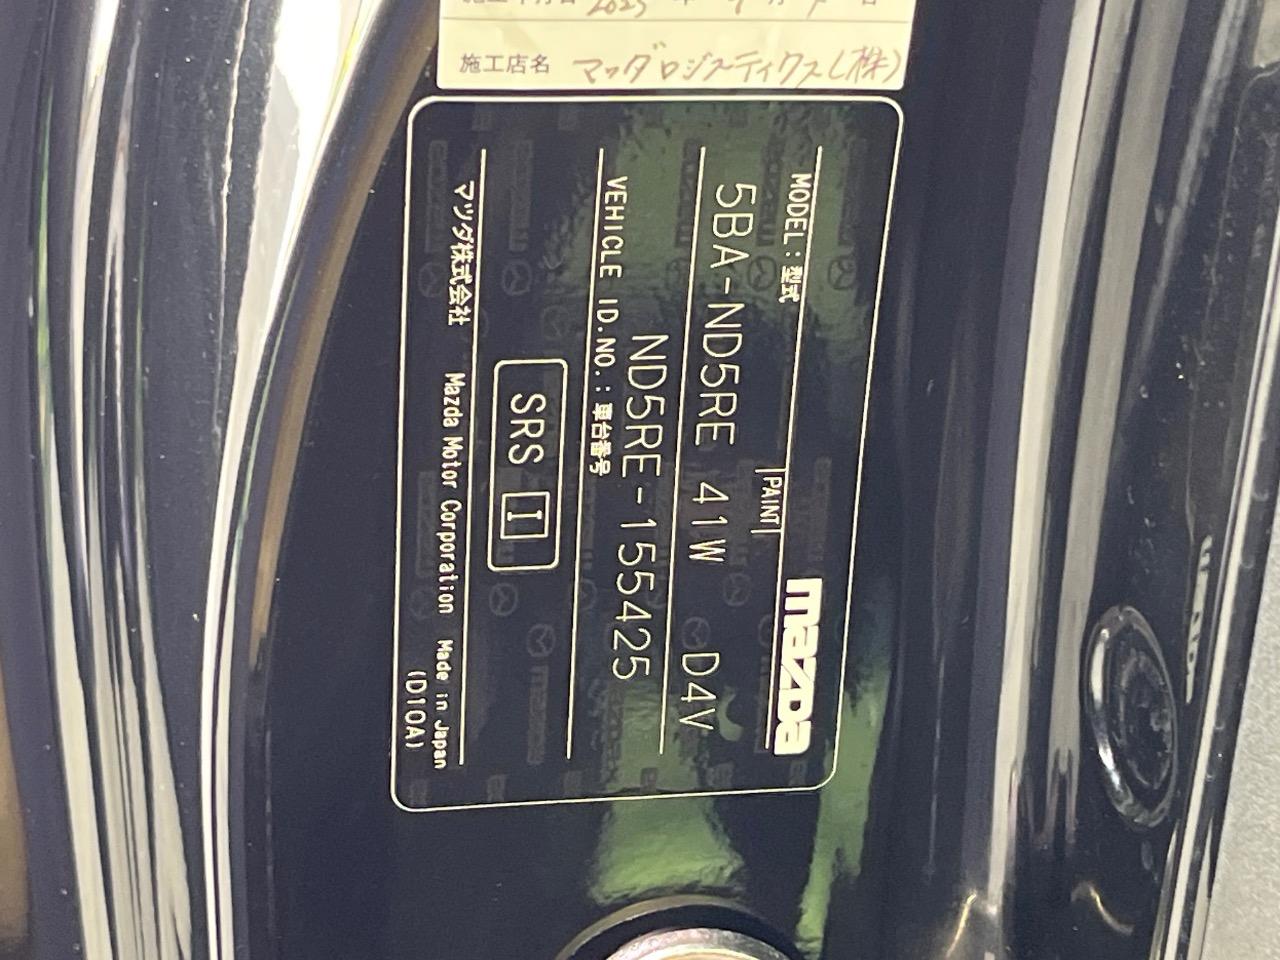 施工店名 マツダロジスティクス(株)
mazda
MODEL:型式
PAINT
5BA-ND5RE 41W D4V
VEHICLE ID.NO.:車台番号
ND5RE-155425
SRS I
マツダ株式会社 Mazda Motor Corporation Made in Japan
(D10A)